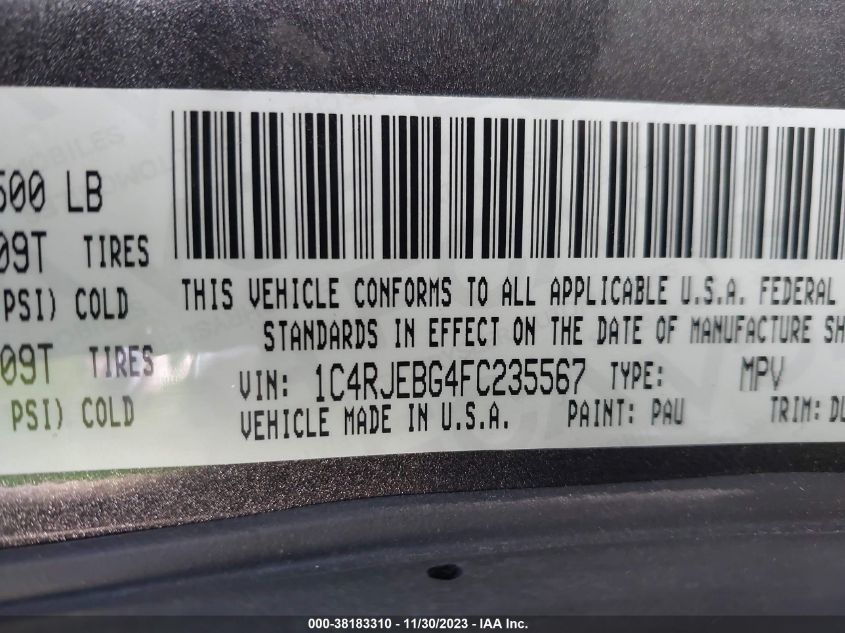 500 LB
09T TIRES
PSI) COLD
09T TIRES
PSI) COLD
THIS VEHICLE CONFORMS TO ALL APPLICABLE U.S.A. FEDERAL
STANDARDS IN EFFECT ON THE DATE OF MANUFACTURE SH
VIN: 1C4RJEBG4FC235567 TYPE: MPV
VEHICLE MADE IN U.S.A. PAINT: PAU TRIM: DL
000-38183310 - 11/30/2023 - IAA Inc.